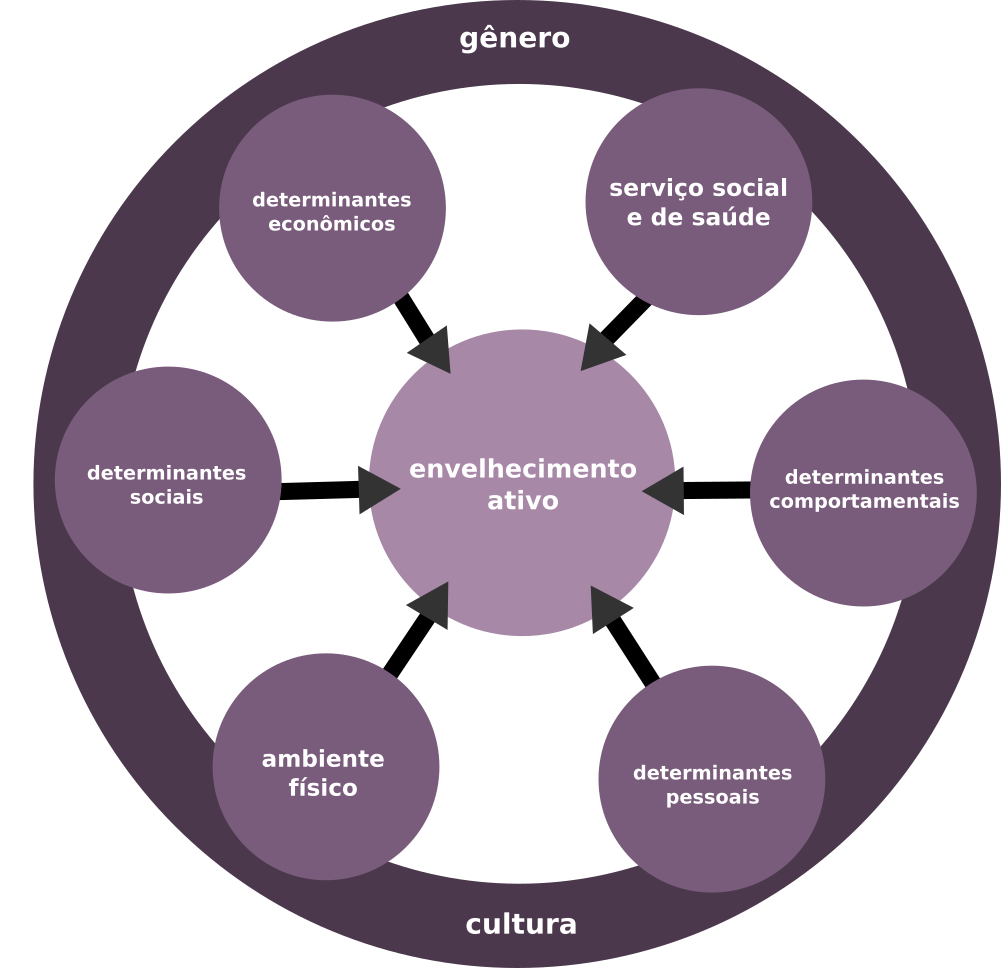 gênero
determinantes
econômicos
serviço social
e de saúde
determinantes
sociais
envelhecimento
ativo
determinantes
comportamentais
ambiente
físico
determinantes
pessoais
cultura